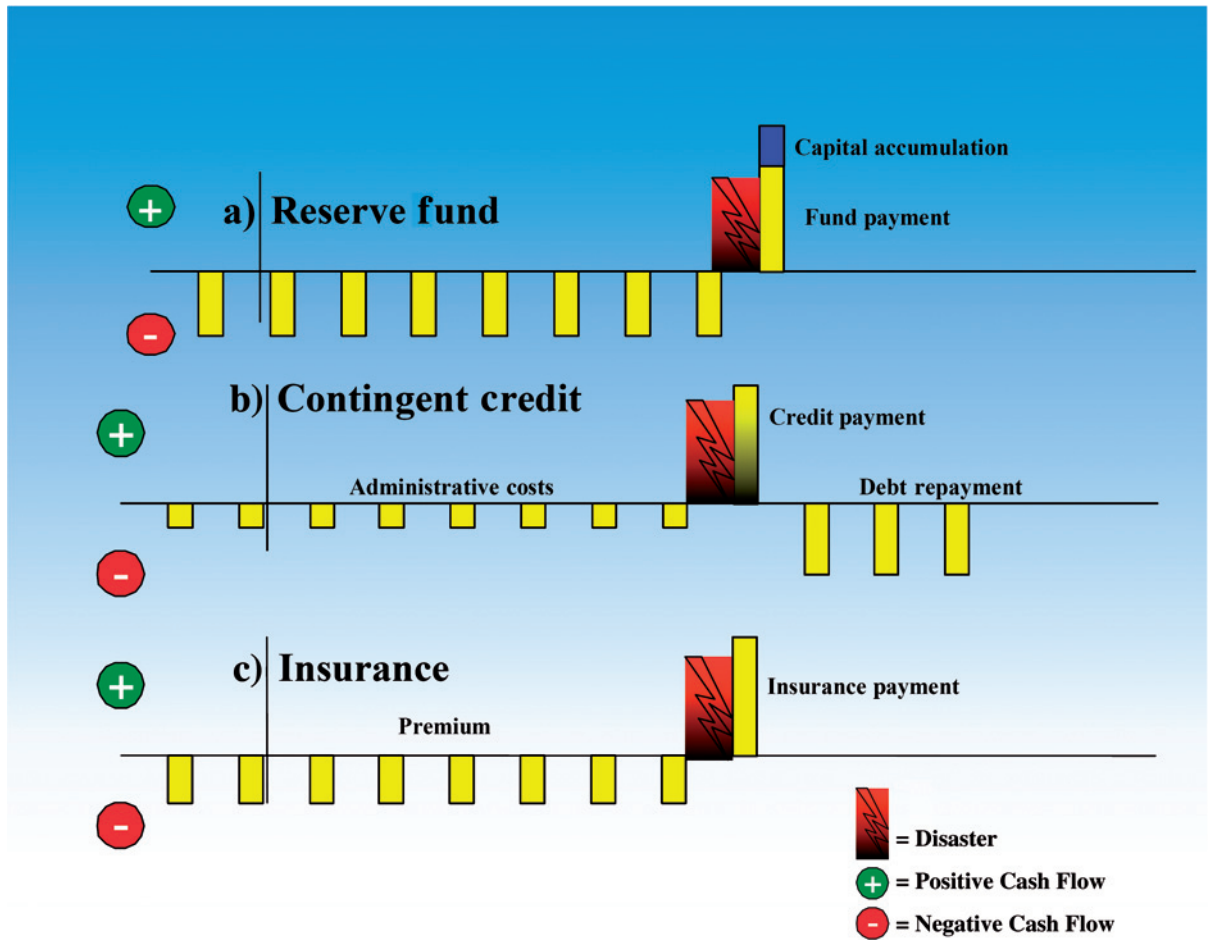 Capital accumulation
+
a) Reserve fund
Fund payment
-
b) Contingent credit
Credit payment
+
Administrative costs
Debt repayment
-
c) Insurance
+
Insurance payment
Premium
-
= Disaster
+ = Positive Cash Flow
- = Negative Cash Flow